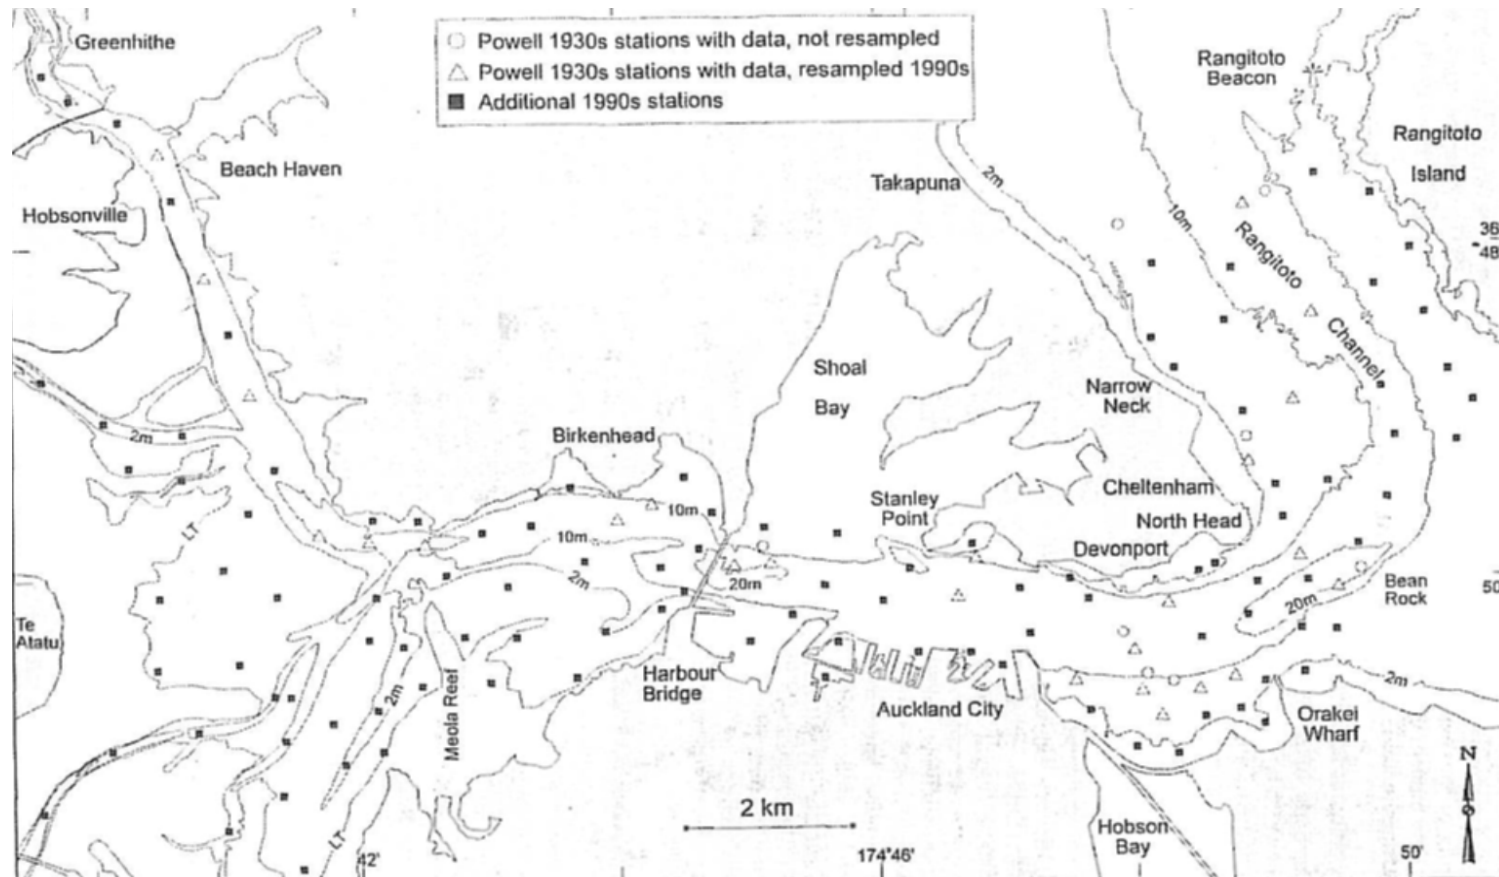 Powell 1930s stations with data, not resampled
Powell 1930s stations with data, resampled 1990s
Additional 1990s stations
Greenhithe
Beach Haven
Hobsonville
Rangitoto
Beacon
Rangitoto
Island
36
48
Takapuna
2m
10m
Rangitoto
Channel
Shoal
Bay
Narrow
Neck
2m
Birkenhead
Stanley
Point
Cheltenham
North Head
Devonport
LT
10m
10m
2m
20m
20m
Bean
Rock
50
Te
Atatu
Harbour
Bridge
Meola Reef
2m
Auckland City
2m
Orakei
Wharf
N
2 km
Hobson
Bay
LT
42'
174°46'
50'